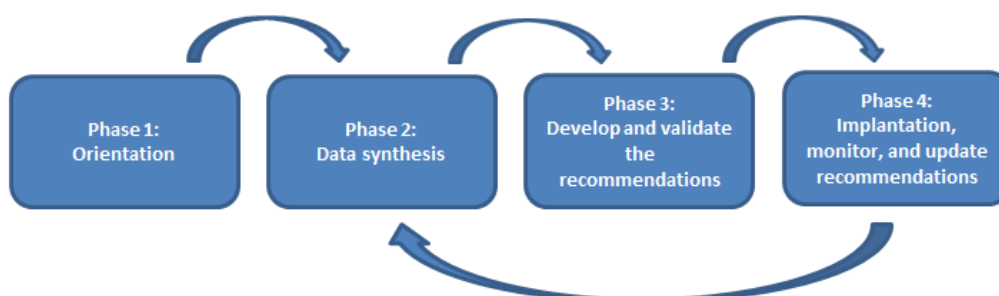 Phase 1:
Orientation
Phase 2:
Data synthesis
Phase 3:
Develop and validate
the
recommendations
Phase 4:
Implantation,
monitor, and update
recommendations